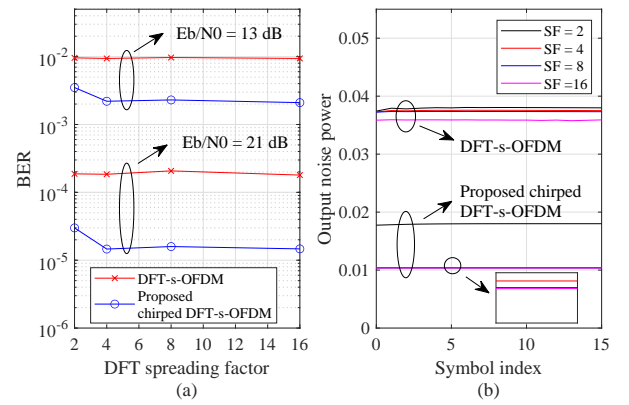 10^-2
10^-3
10^-4
10^-5
10^-6
BER
Eb/N0 = 13 dB
Eb/N0 = 21 dB
DFT-s-OFDM
Proposed
chirped DFT-s-OFDM
2 4 6 8 10 12 14 16
DFT spreading factor
(a)
0.05
0.04
0.03
0.02
0.01
0
Output noise power
SF = 2
SF = 4
SF = 8
SF =16
DFT-s-OFDM
Proposed chirped
DFT-s-OFDM
0 5 10 15
Symbol index
(b)